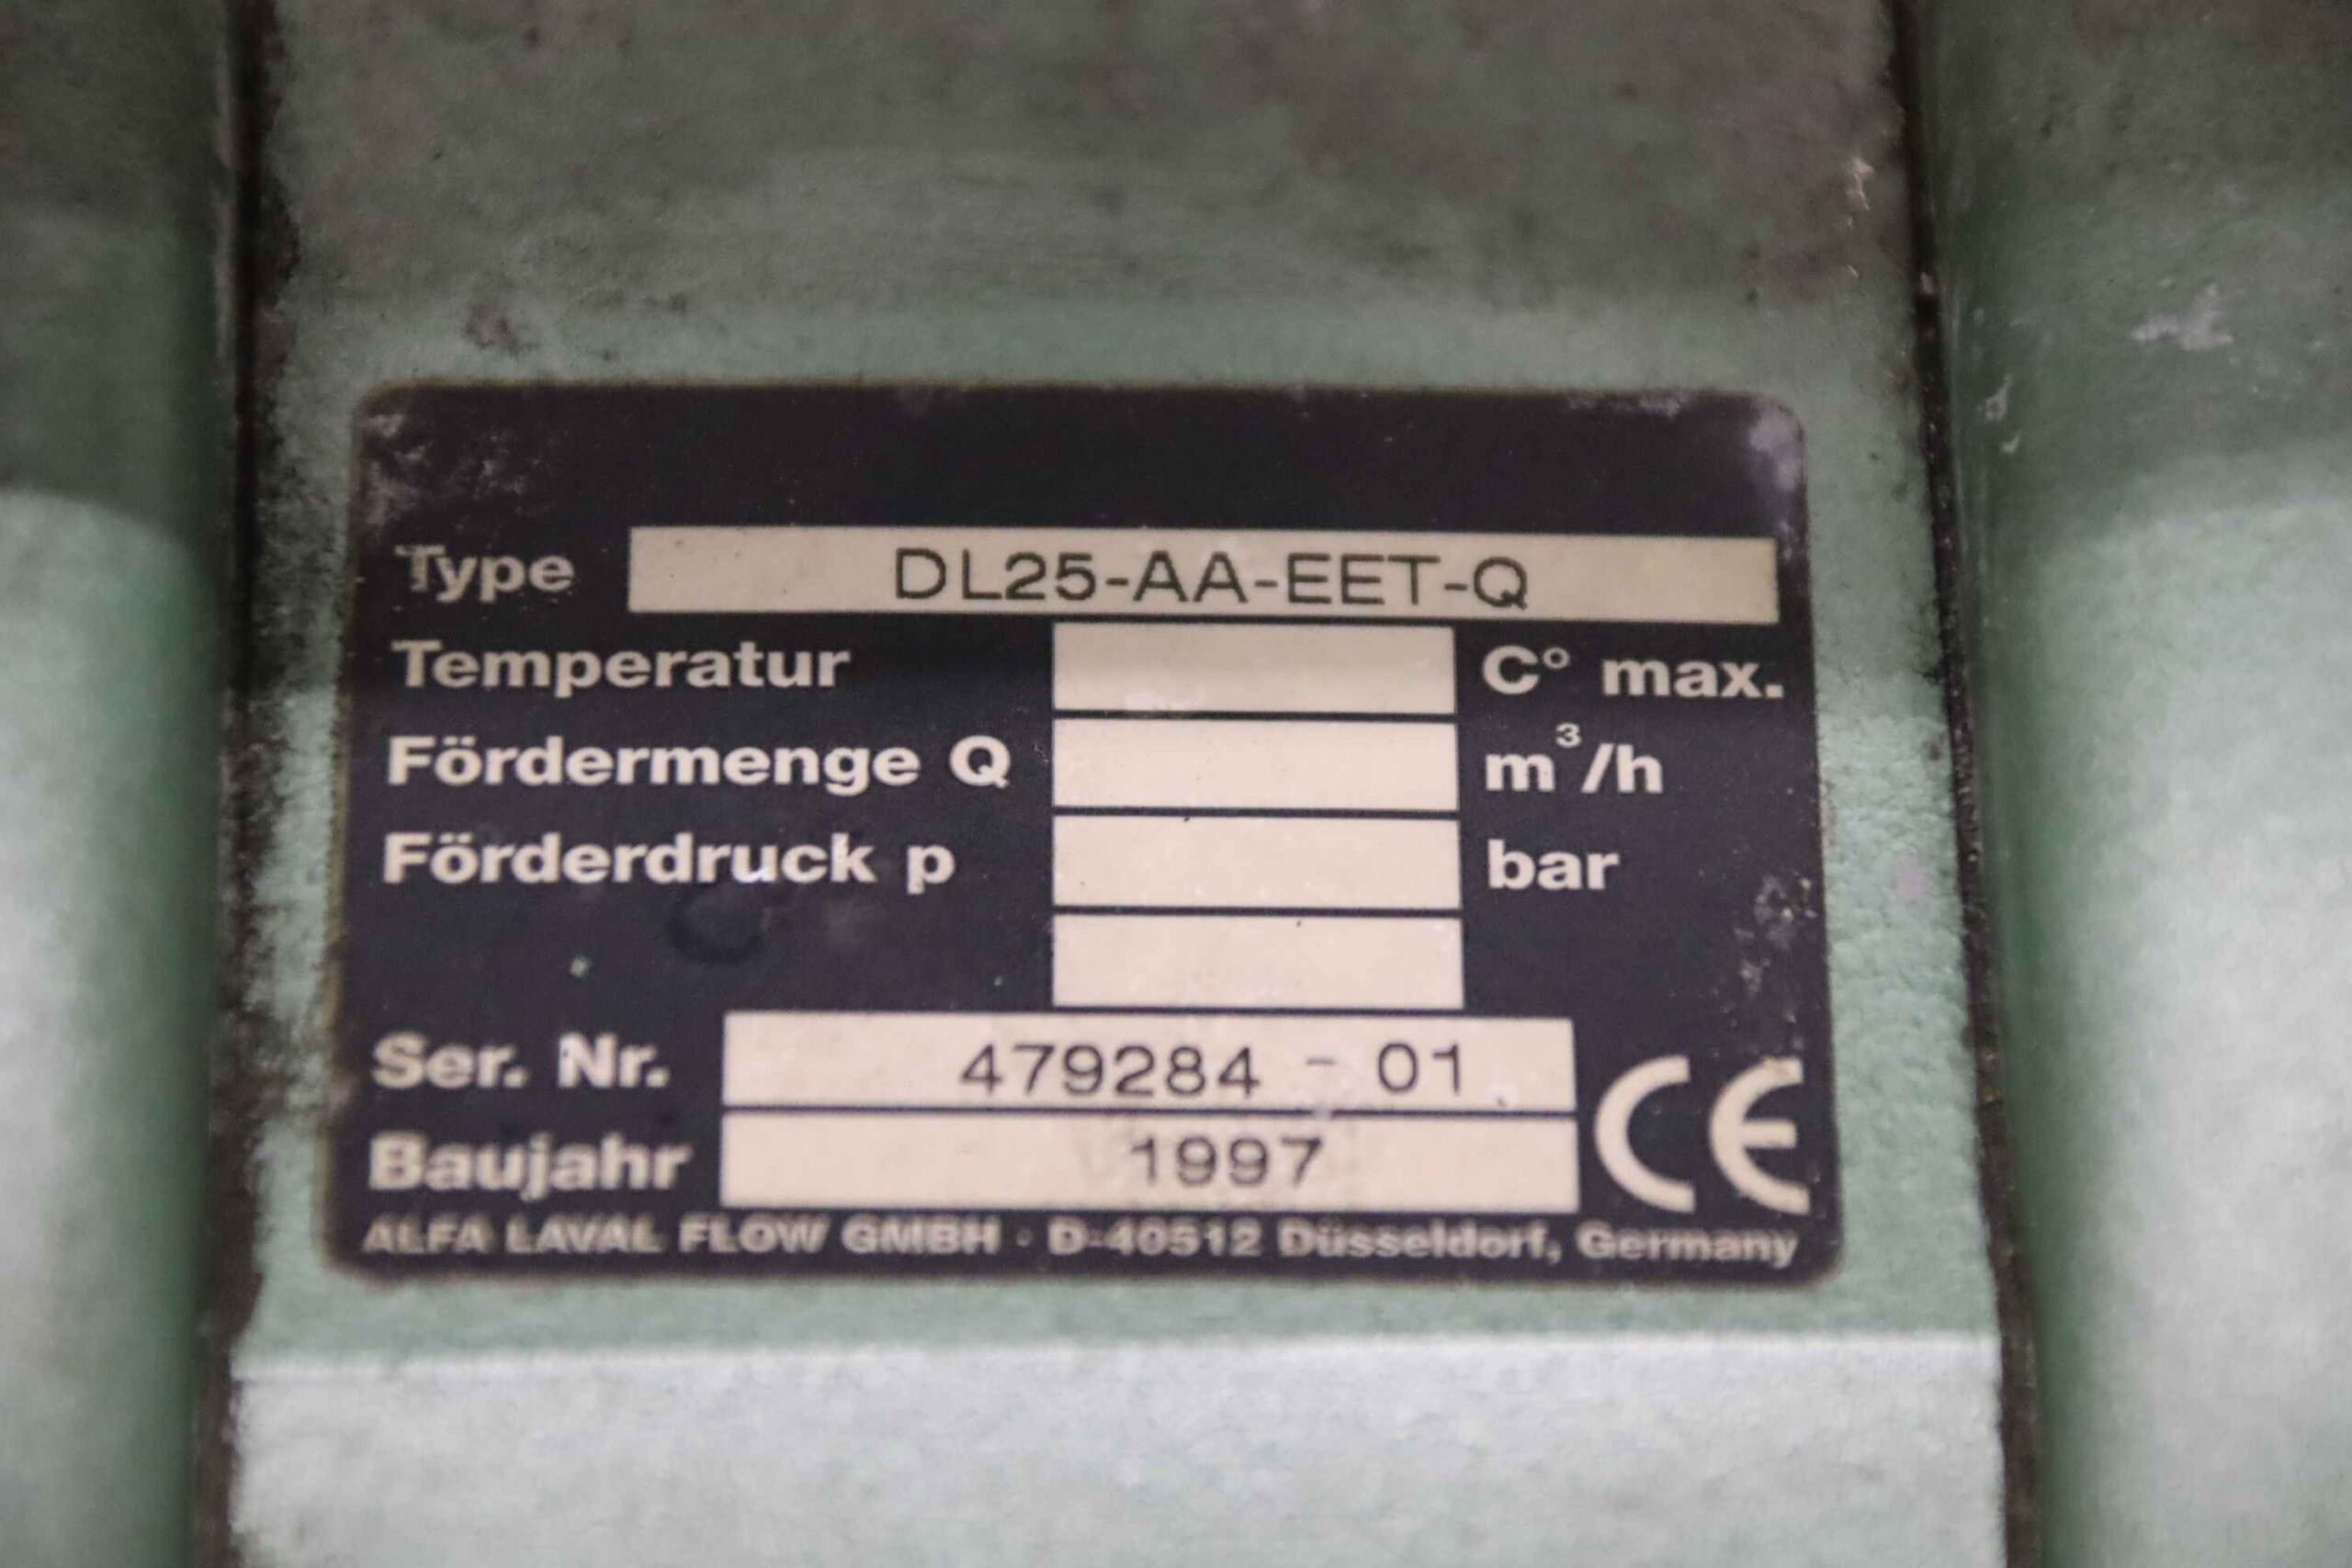 Type DL25-AA-EET-Q
Temperatur C° max.
Fördermenge Q m³/h
Förderdruck p bar
Ser. Nr. 479284 - 01
Baujahr 1997 CE
ALFA LAVAL FLOW GMBH · D-40512 Düsseldorf, Germany